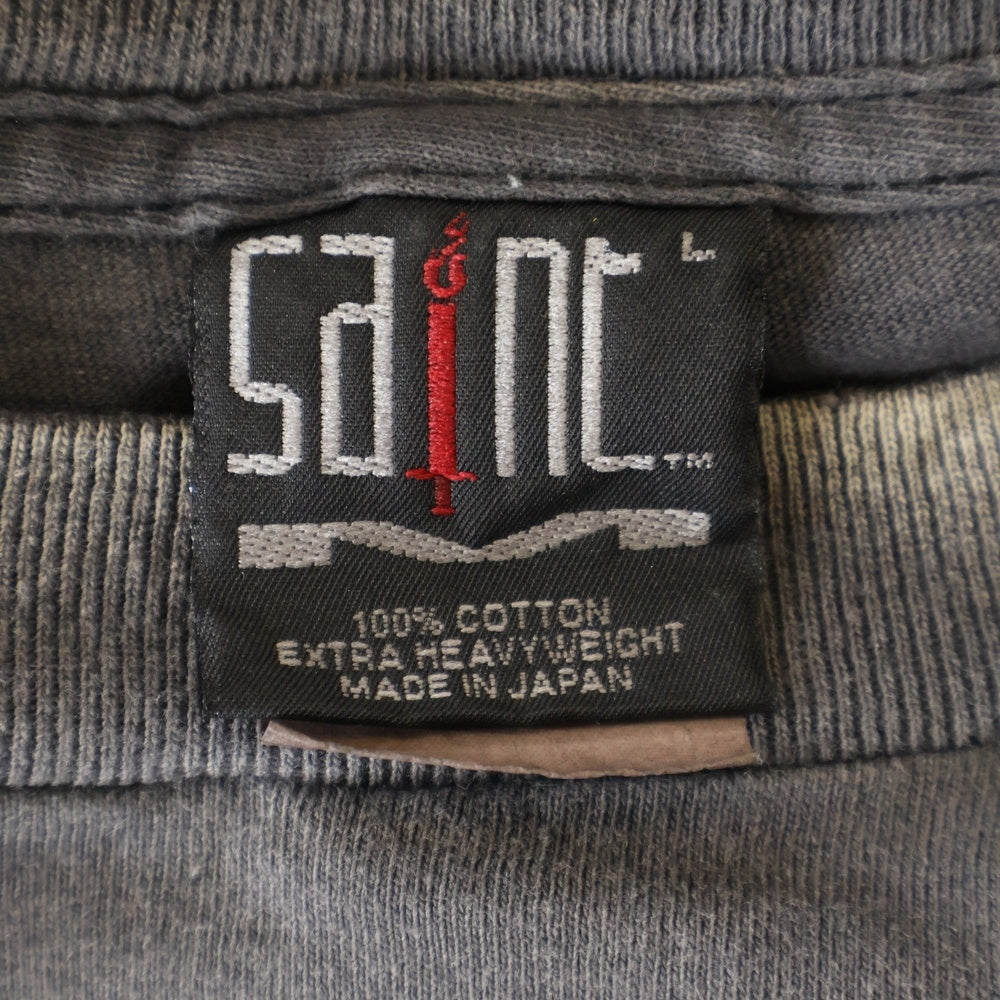 saint L
™
100% COTTON
EXTRA HEAVYWEIGHT
MADE IN JAPAN